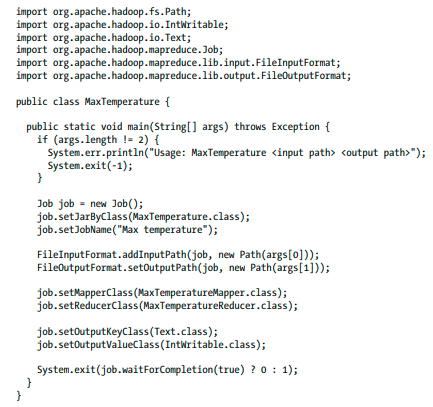 import org.apache.hadoop.fs.Path;
import org.apache.hadoop.io.IntWritable;
import org.apache.hadoop.io.Text;
import org.apache.hadoop.mapreduce.Job;
import org.apache.hadoop.mapreduce.lib.input.FileInputFormat;
import org.apache.hadoop.mapreduce.lib.output.FileOutputFormat;

public class MaxTemperature {

  public static void main(String[] args) throws Exception {
    if (args.length != 2) {
      System.err.println("Usage: MaxTemperature <input path> <output path>");
      System.exit(-1);
    }

    Job job = new Job();
    job.setJarByClass(MaxTemperature.class);
    job.setJobName("Max temperature");

    FileInputFormat.addInputPath(job, new Path(args[0]));
    FileOutputFormat.setOutputPath(job, new Path(args[1]));

    job.setMapperClass(MaxTemperatureMapper.class);
    job.setReducerClass(MaxTemperatureReducer.class);

    job.setOutputKeyClass(Text.class);
    job.setOutputValueClass(IntWritable.class);

    System.exit(job.waitForCompletion(true) ? 0 : 1);
  }
}